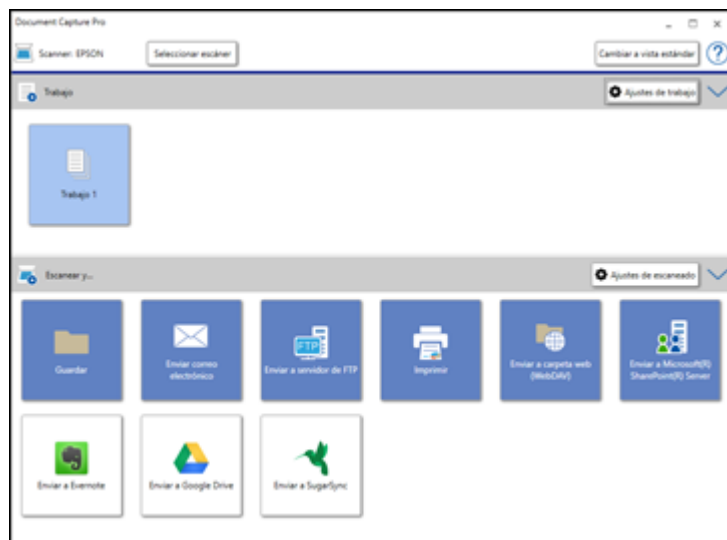 Document Capture Pro
Scanner: EPSON
Seleccionar escáner
Cambiar a vista estándar
?
Trabajo
Ajustes de trabajo
Trabajo 1
Escanear y...
Ajustes de escaneado
Guardar
Enviar correo
electrónico
FTP
Enviar a servidor de FTP
Imprimir
Enviar a carpeta web
(WebDAV)
Enviar a Microsoft(R)
SharePoint(R) Server
Enviar a Evernote
Enviar a Google Drive
Enviar a SugarSync